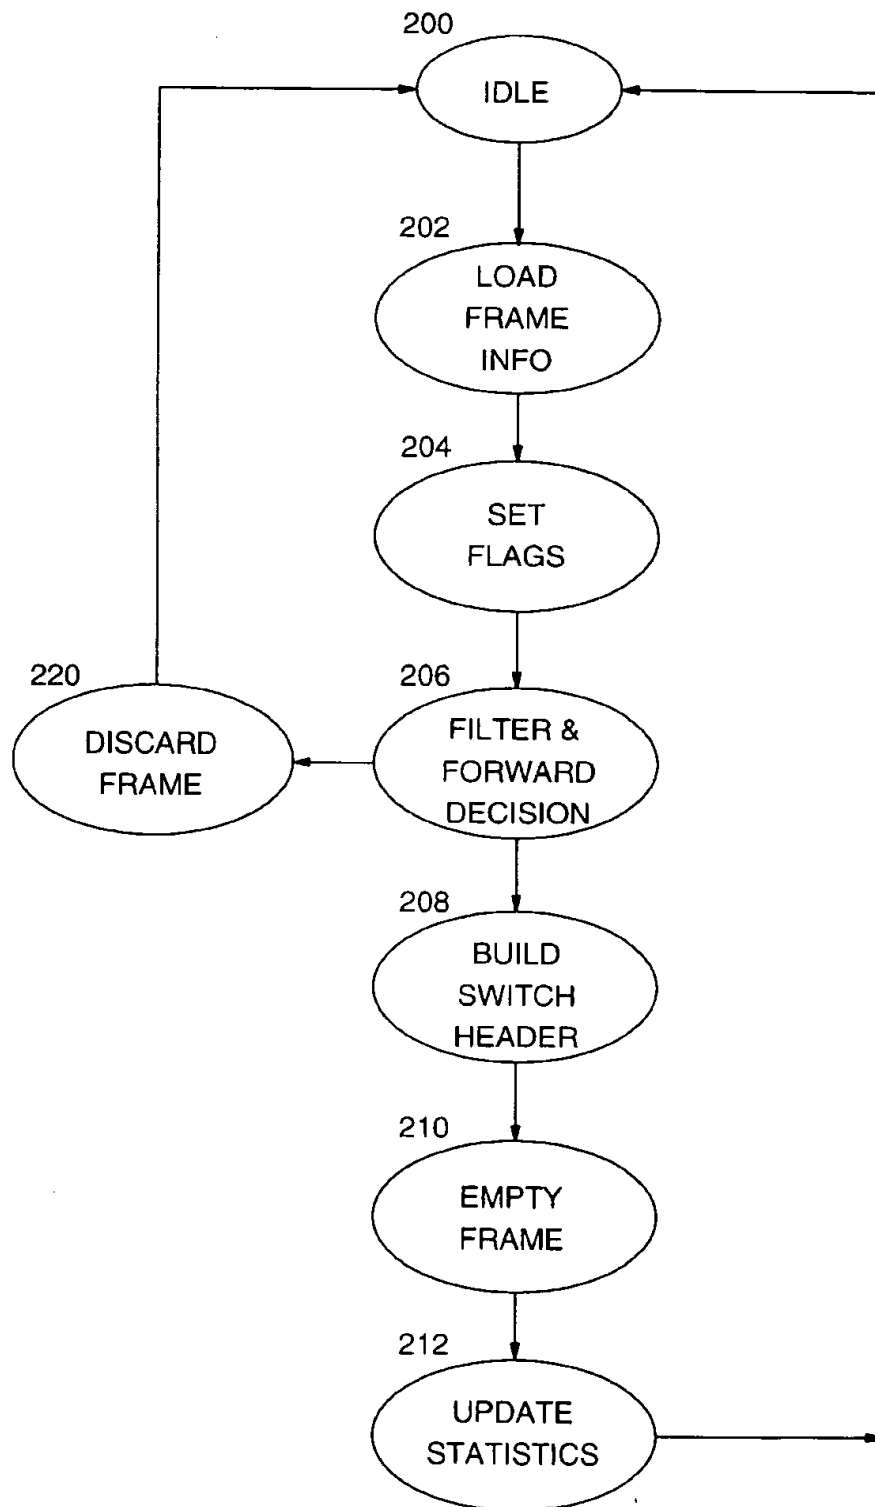 200
IDLE
202
LOAD
FRAME
INFO
204
SET
FLAGS
220
DISCARD
FRAME
206
FILTER &
FORWARD
DECISION
208
BUILD
SWITCH
HEADER
210
EMPTY
FRAME
212
UPDATE
STATISTICS